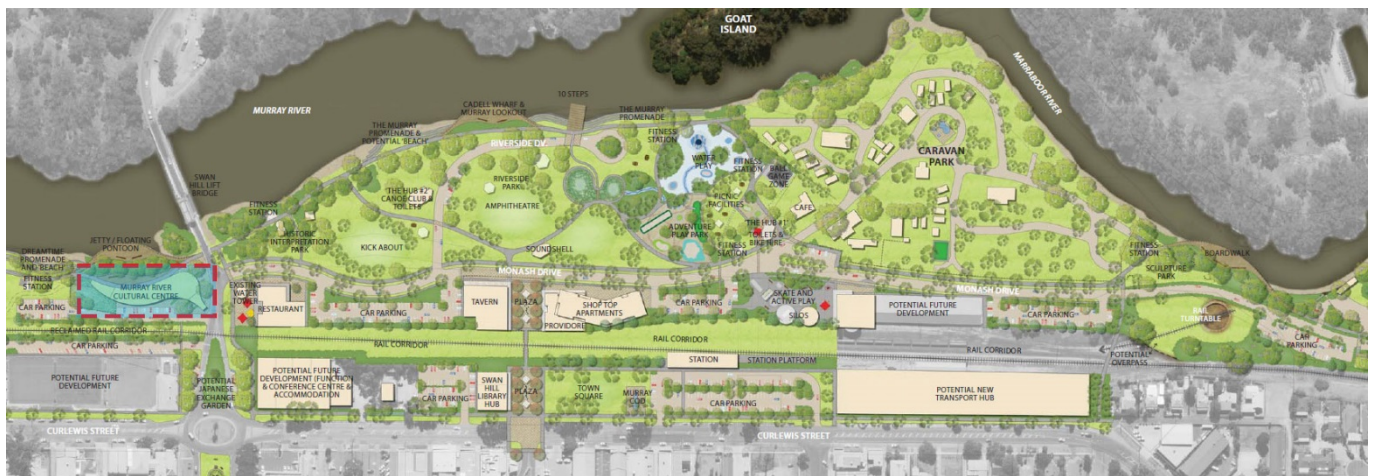 GOAT
ISLAND
MURRAY RIVER
MARRABOOR RIVER
10 STEPS
CADELL WHARF &
MURRAY LOOKOUT
THE MURRAY
PROMENADE
THE MURRAY
PROMENADE &
POTENTIAL 'BEACH'
RIVERSIDE DV.
FITNESS
STATION
WATER
PLAY
FITNESS
STATION
BALL
GAME
ZONE
CARAVAN
PARK
SWAN
HILL LIFT
BRIDGE
FITNESS
STATION
'THE HUB #2'
CANOE CLUB &
TOILETS
RIVERSIDE
PARK
AMPHITHEATRE
PICNIC
FACILITIES
CAFE
HISTORIC
INTERPRETATION
PARK
KICK ABOUT
SOUNDSHELL
ADVENTURE
PLAY PARK
'THE HUB #1'
TOILETS &
BIKE HIRE
FITNESS
STATION
JETTY / FLOATING
PONTOON
DREAMTIME
PROMENADE
AND 'BEACH'
FITNESS
STATION
MURRAY RIVER
CULTURAL CENTRE
CAR PARKING
MONASH DRIVE
FITNESS
STATION
BOARDWALK
SCULPTURE
PARK
MONASH DRIVE
EXISTING
WATER
TOWER
RESTAURANT
CAR PARKING
TAVERN
PLAZA
SHOP TOP
APARTMENTS
PROVIDORE
CAR PARKING
SKATE AND
ACTIVE PLAY
SILOS
POTENTIAL FUTURE
DEVELOPMENT
CAR PARKING
RAIL
TURNTABLE
CAR
PARKING
RECLAIMED RAIL CORRIDOR
CAR PARKING
RAIL CORRIDOR
RAIL CORRIDOR
STATION
STATION PLATFORM
RAIL CORRIDOR
POTENTIAL
OVERPASS
POTENTIAL FUTURE
DEVELOPMENT
POTENTIAL
JAPANESE
EXCHANGE
GARDEN
POTENTIAL FUTURE
DEVELOPMENT (FUNCTION
& CONFERENCE CENTRE &
ACCOMMODATION
CAR PARKING
SWAN
HILL
LIBRARY
HUB
PLAZA
TOWN
SQUARE
MURRAY
COD
CAR PARKING
POTENTIAL NEW
TRANSPORT HUB
CURLEWIS STREET
CURLEWIS STREET